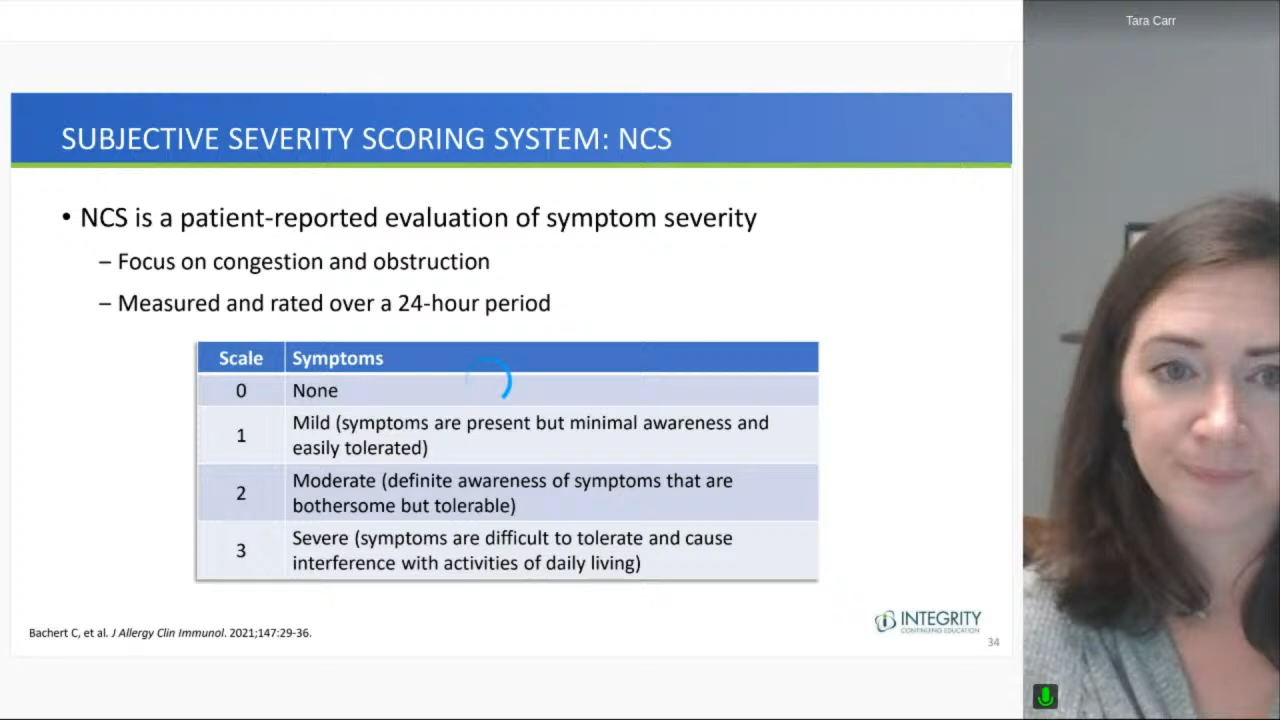 Tara Carr
SUBJECTIVE SEVERITY SCORING SYSTEM: NCS
• NCS is a patient-reported evaluation of symptom severity
– Focus on congestion and obstruction
– Measured and rated over a 24-hour period
Scale Symptoms
0 None
1 Mild (symptoms are present but minimal awareness and
easily tolerated)
2 Moderate (definite awareness of symptoms that are
bothersome but tolerable)
3 Severe (symptoms are difficult to tolerate and cause
interference with activities of daily living)
Bachert C, et al. J Allergy Clin Immunol. 2021;147:29-36.
INTEGRITY
CONTINUING EDUCATION
34